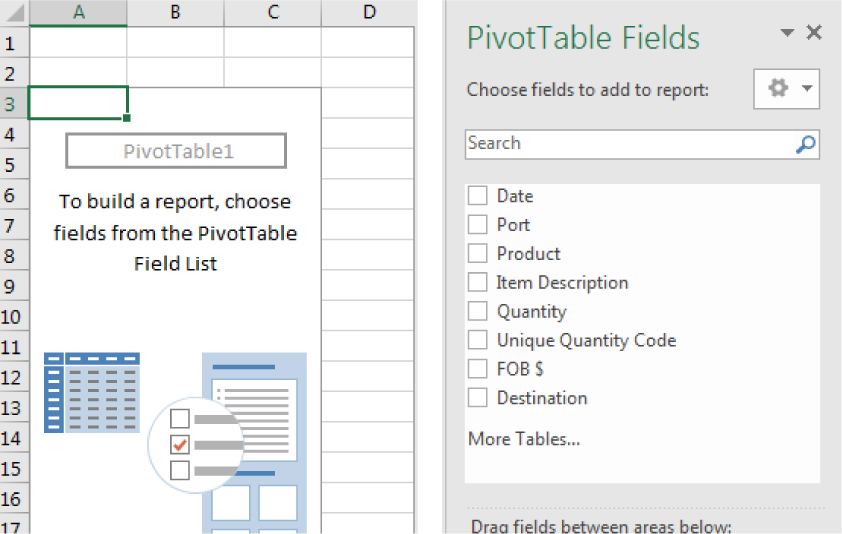 A B C D
1
2
3
4
5
6
7
8
9
10
11
12
13
14
15
16
17
PivotTable1
To build a report, choose
fields from the PivotTable
Field List
PivotTable Fields
Choose fields to add to report:
Search
Date
Port
Product
Item Description
Quantity
Unique Quantity Code
FOB $
Destination
More Tables...
Drag fields between areas below: